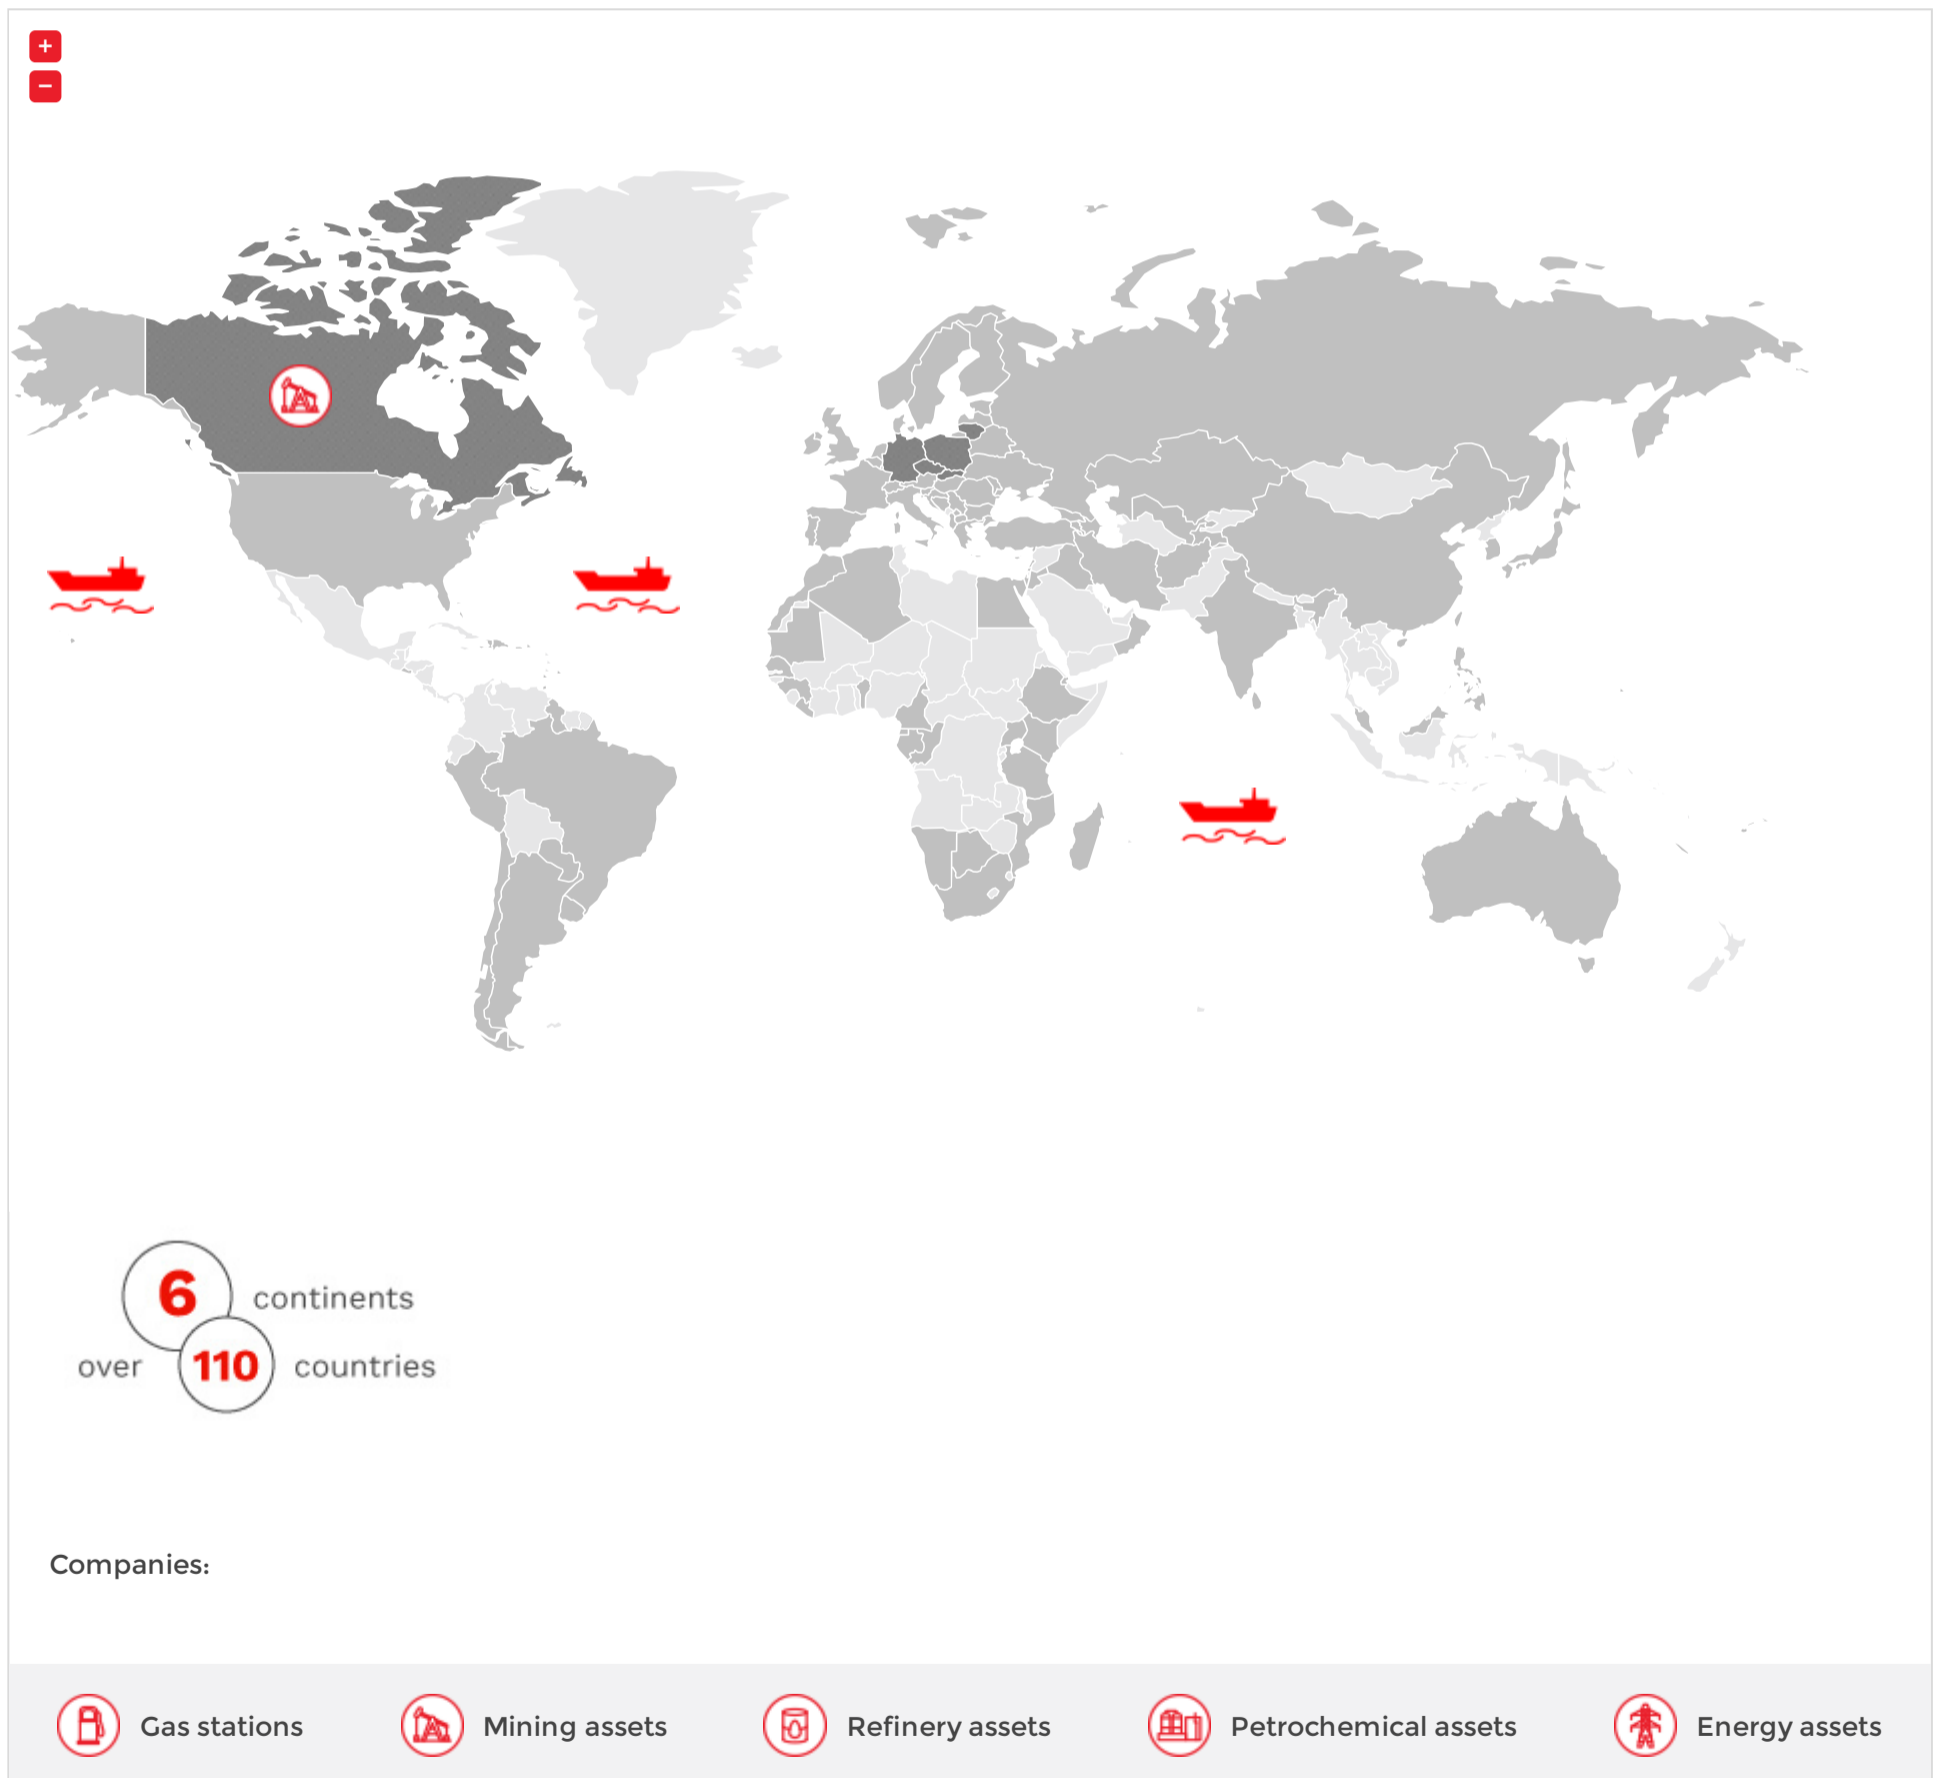 +
−
6 continents
over 110 countries
Companies:
Gas stations Mining assets Refinery assets Petrochemical assets Energy assets